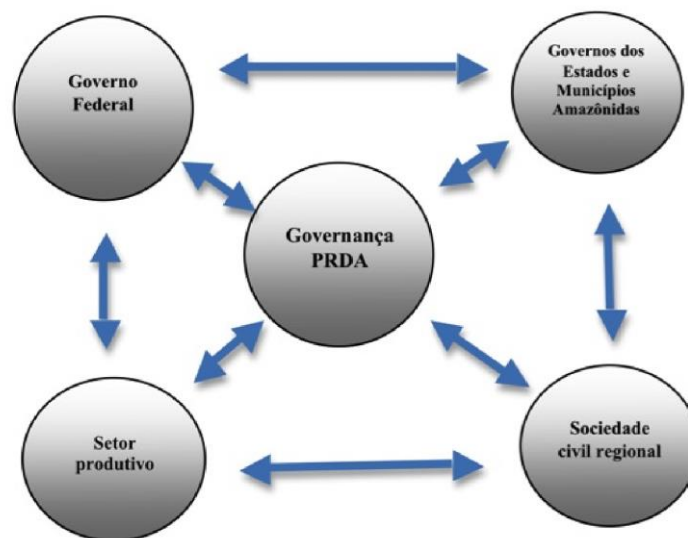 Governo
Federal
Governos dos
Estados e
Municípios
Amazônidas
Governança
PRDA
Setor
produtivo
Sociedade
civil regional